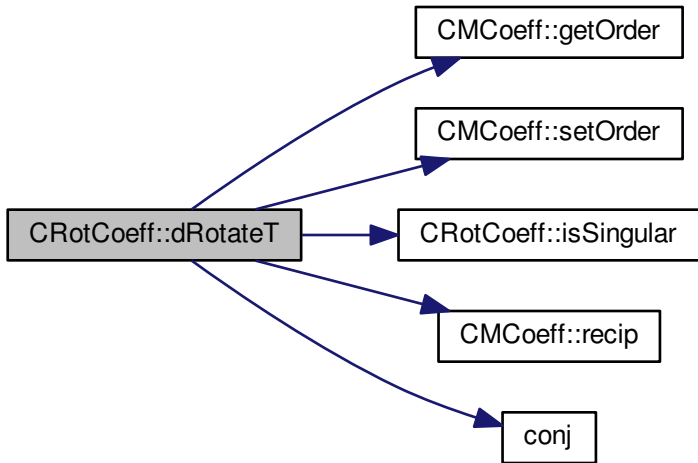 CMCoeff::getOrder
CMCoeff::setOrder
CRotCoeff::dRotateT
CRotCoeff::isSingular
CMCoeff::recip
conj